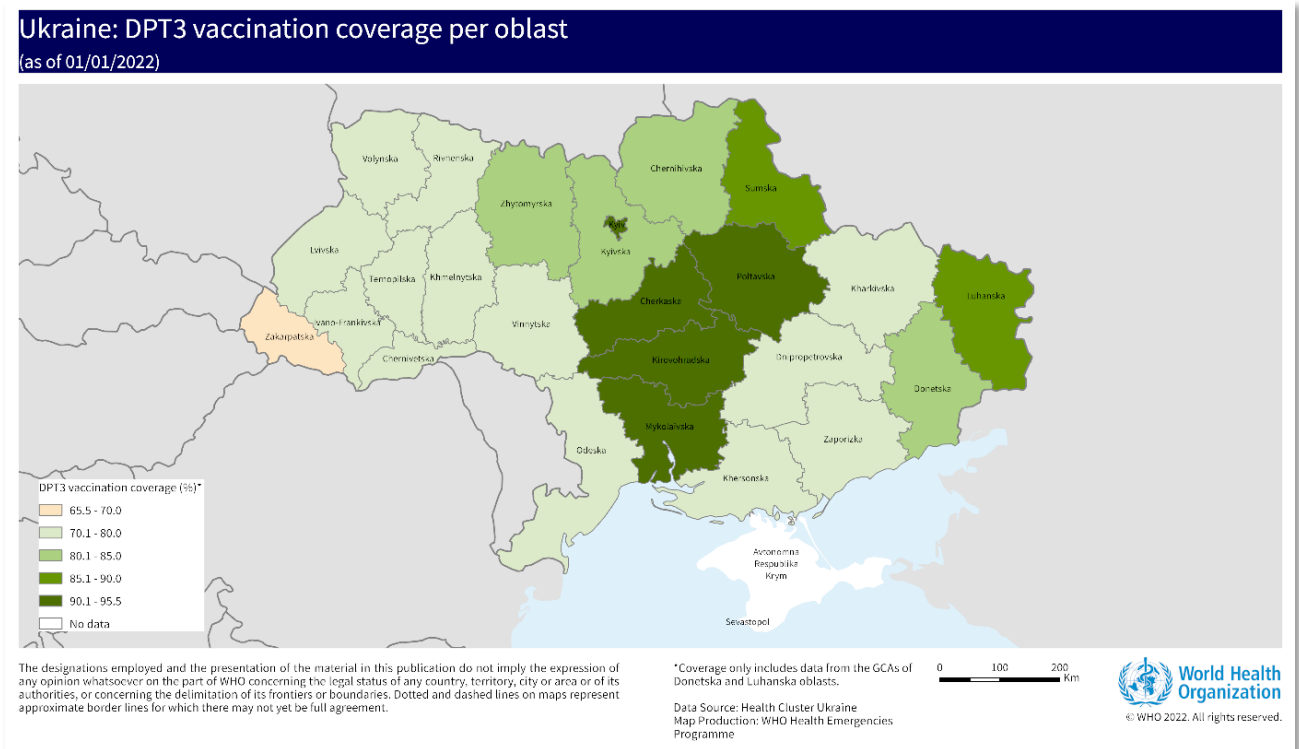 Ukraine: DPT3 vaccination coverage per oblast
(as of 01/01/2022)
Volynska
Rivnenska
Zhytomyrska
Chernihivska
Sumska
Kyiv
Kyivska
Lvivska
Ternopilska
Khmelnytska
Poltavska
Kharkivska
Luhanska
Cherkaska
Ivano-Frankivska
Vinnytska
Zakarpatska
Chernivetska
Kirovohradska
Dnipropetrovska
Donetska
Mykolaivska
Zaporizka
Odeska
Khersonska
Avtonomna
Respublika
Krym
Sevastopol
DPT3 vaccination coverage (%)*
65.5 - 70.0
70.1 - 80.0
80.1 - 85.0
85.1 - 90.0
90.1 - 95.5
No data
The designations employed and the presentation of the material in this publication do not imply the expression of
any opinion whatsoever on the part of WHO concerning the legal status of any country, territory, city or area or of its
authorities, or concerning the delimitation of its frontiers or boundaries. Dotted and dashed lines on maps represent
approximate border lines for which there may not yet be full agreement.
*Coverage only includes data from the GCAs of
Donetska and Luhanska oblasts.
Data Source: Health Cluster Ukraine
Map Production: WHO Health Emergencies
Programme
0 100 200
Km
World Health
Organization
© WHO 2022. All rights reserved.